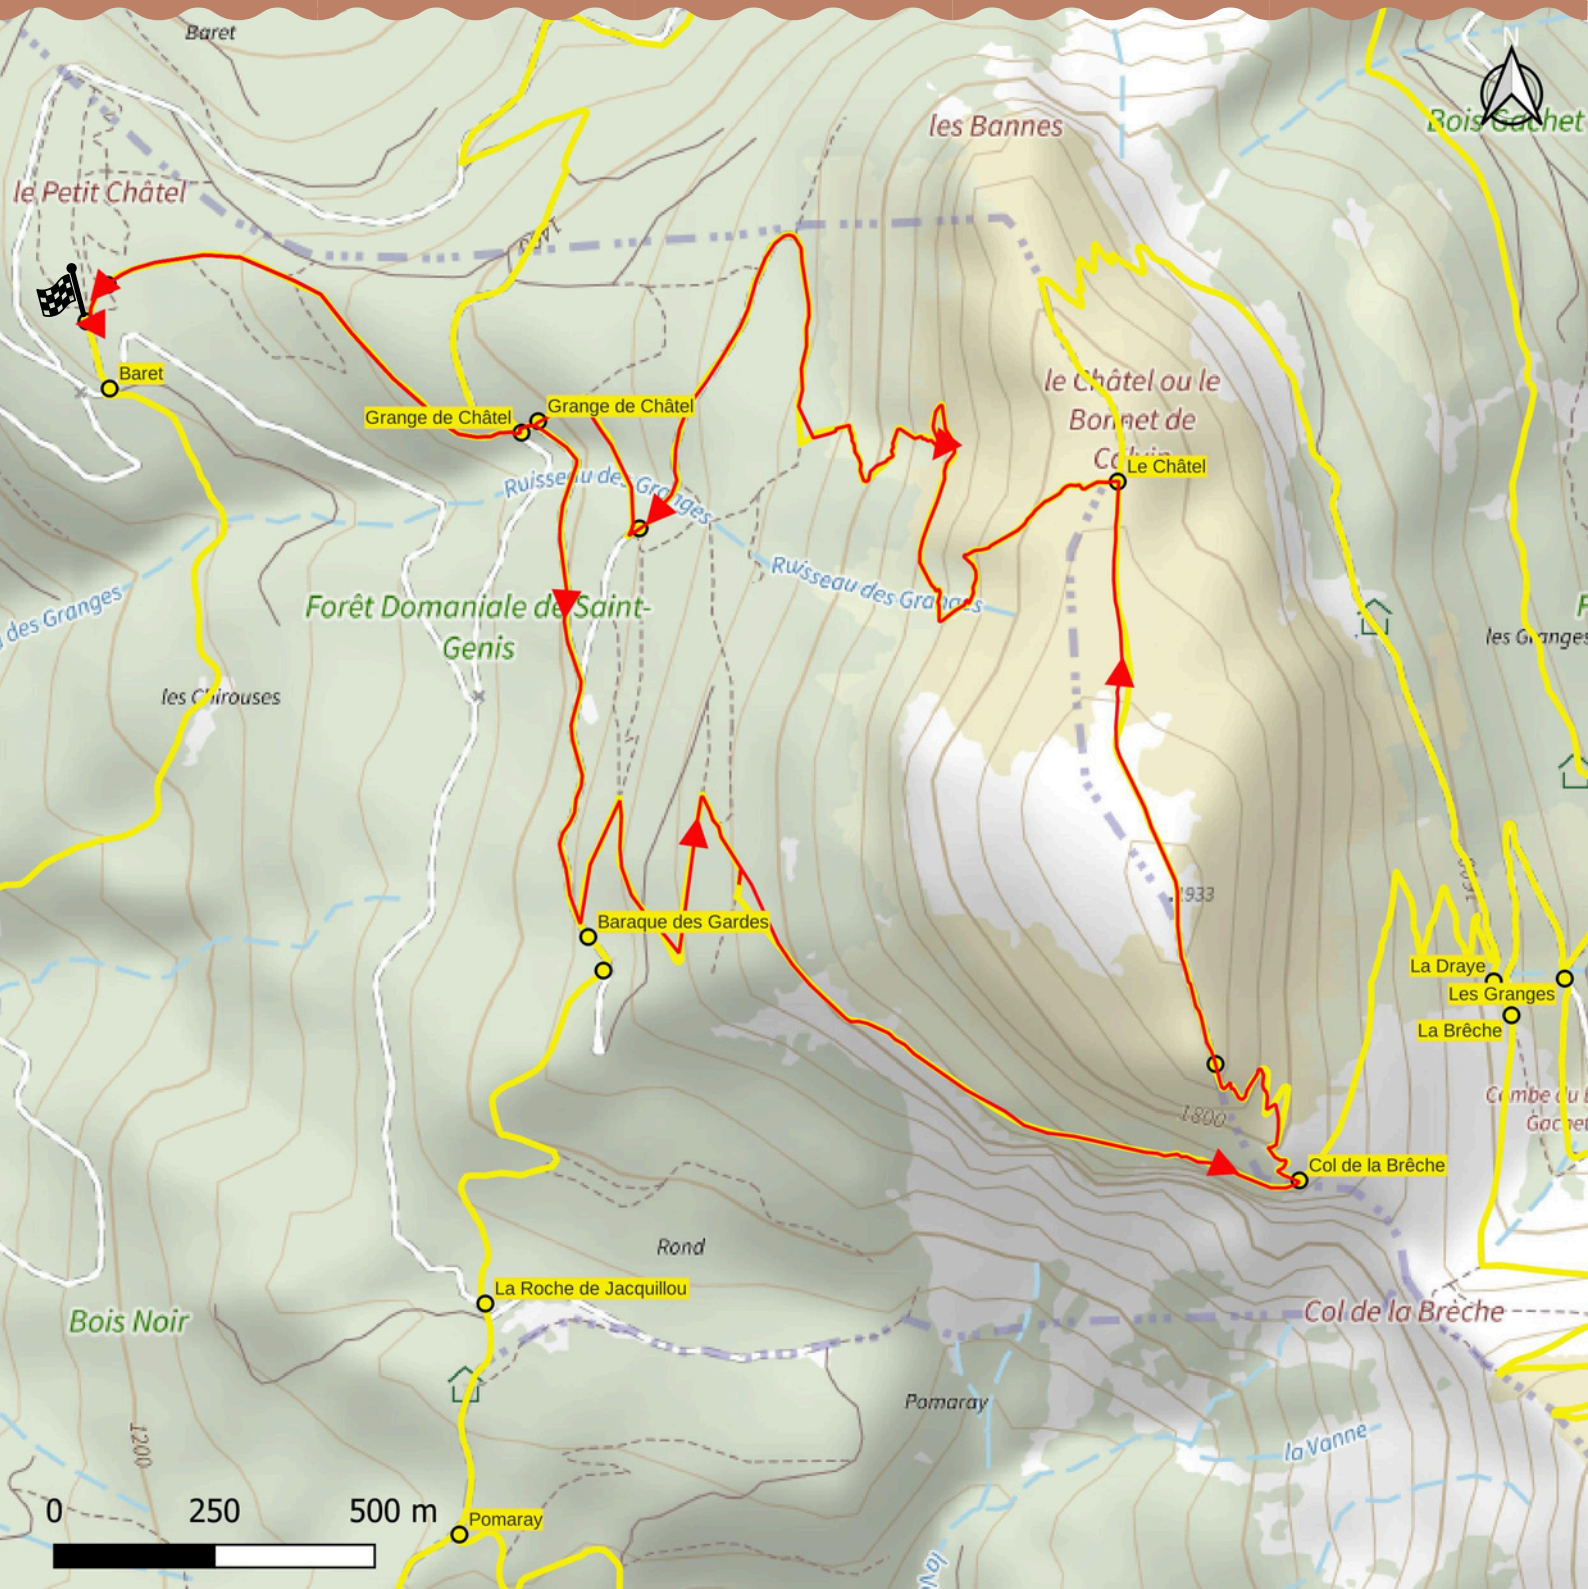 Baret
N
les Bannes
Bois Gachet
le Petit Châtel
Baret
le Châtel ou le
Bonnet de
Calvin
Le Châtel
Grange de Châtel
Grange de Châtel
Ruisseau des Granges
Ruisseau des Granges
des Granges
Forêt Domaniale de Saint-
Genis
les Granges
les Chirouses
1933
Baraque des Gardes
La Draye
Les Granges
La Brêche
1800
Col de la Brêche
Rond
La Roche de Jacquillou
Bois Noir
Col de la Brèche
Pomaray
la Vanne
1200
0 250 500 m
Pomaray